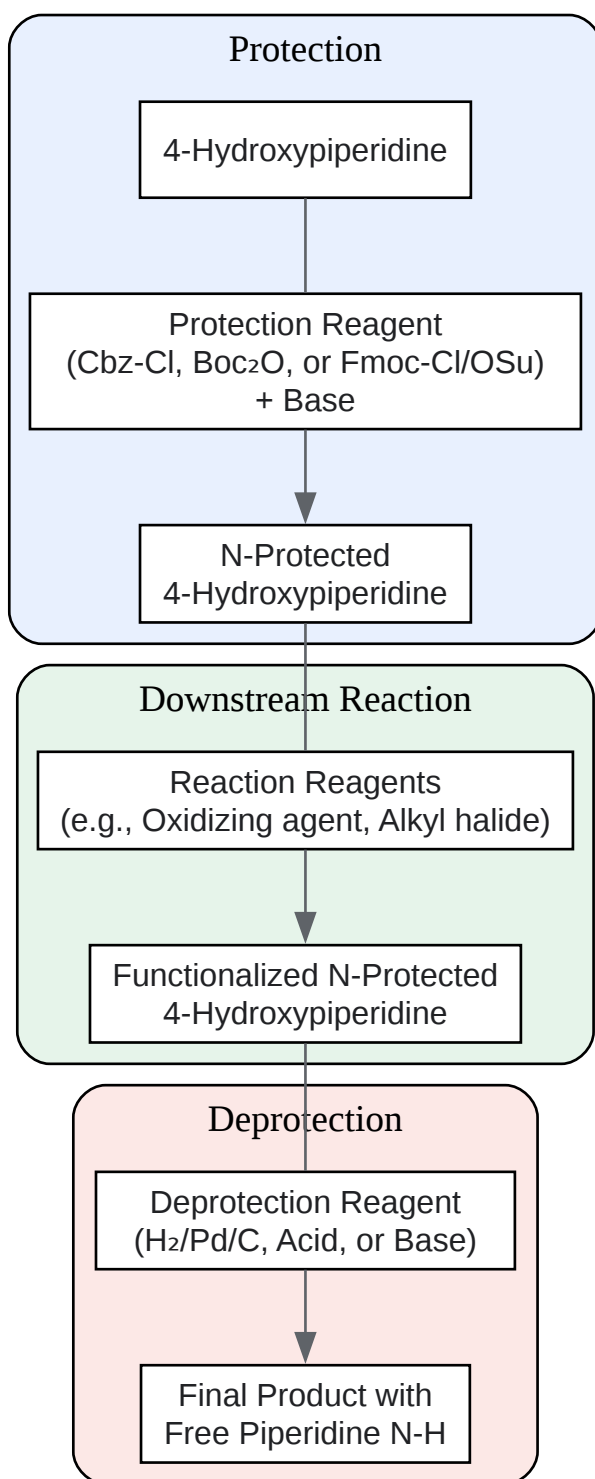 Protection
4-Hydroxypiperidine
Protection Reagent
(Cbz-Cl, Boc₂O, or Fmoc-Cl/OSu)
+ Base
N-Protected
4-Hydroxypiperidine
Downstream Reaction
Reaction Reagents
(e.g., Oxidizing agent, Alkyl halide)
Functionalized N-Protected
4-Hydroxypiperidine
Deprotection
Deprotection Reagent
(H₂/Pd/C, Acid, or Base)
Final Product with
Free Piperidine N-H